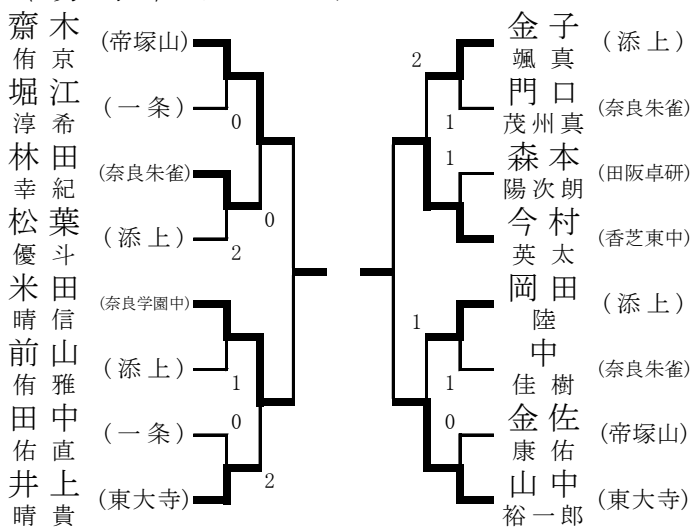 齋木 (帝塚山)
侑京
堀江 (一条)
淳希
0
林田 (奈良朱雀)
幸紀
0
松葉 (添上)
優斗
2
米田 (奈良学園中)
晴信
前山 (添上)
侑雅
1
田中 (一条)
佑直
0
井上 (東大寺)
晴貴
2
金子 (添上)
颯真
2
門口 (奈良朱雀)
茂州真
1
森本 (田阪卓研)
陽次朗
1
今村 (香芝東中)
英太
岡田 (添上)
陸
1
中 (奈良朱雀)
佳樹
1
金佐 (帝塚山)
康佑
0
山中 (東大寺)
裕一郎